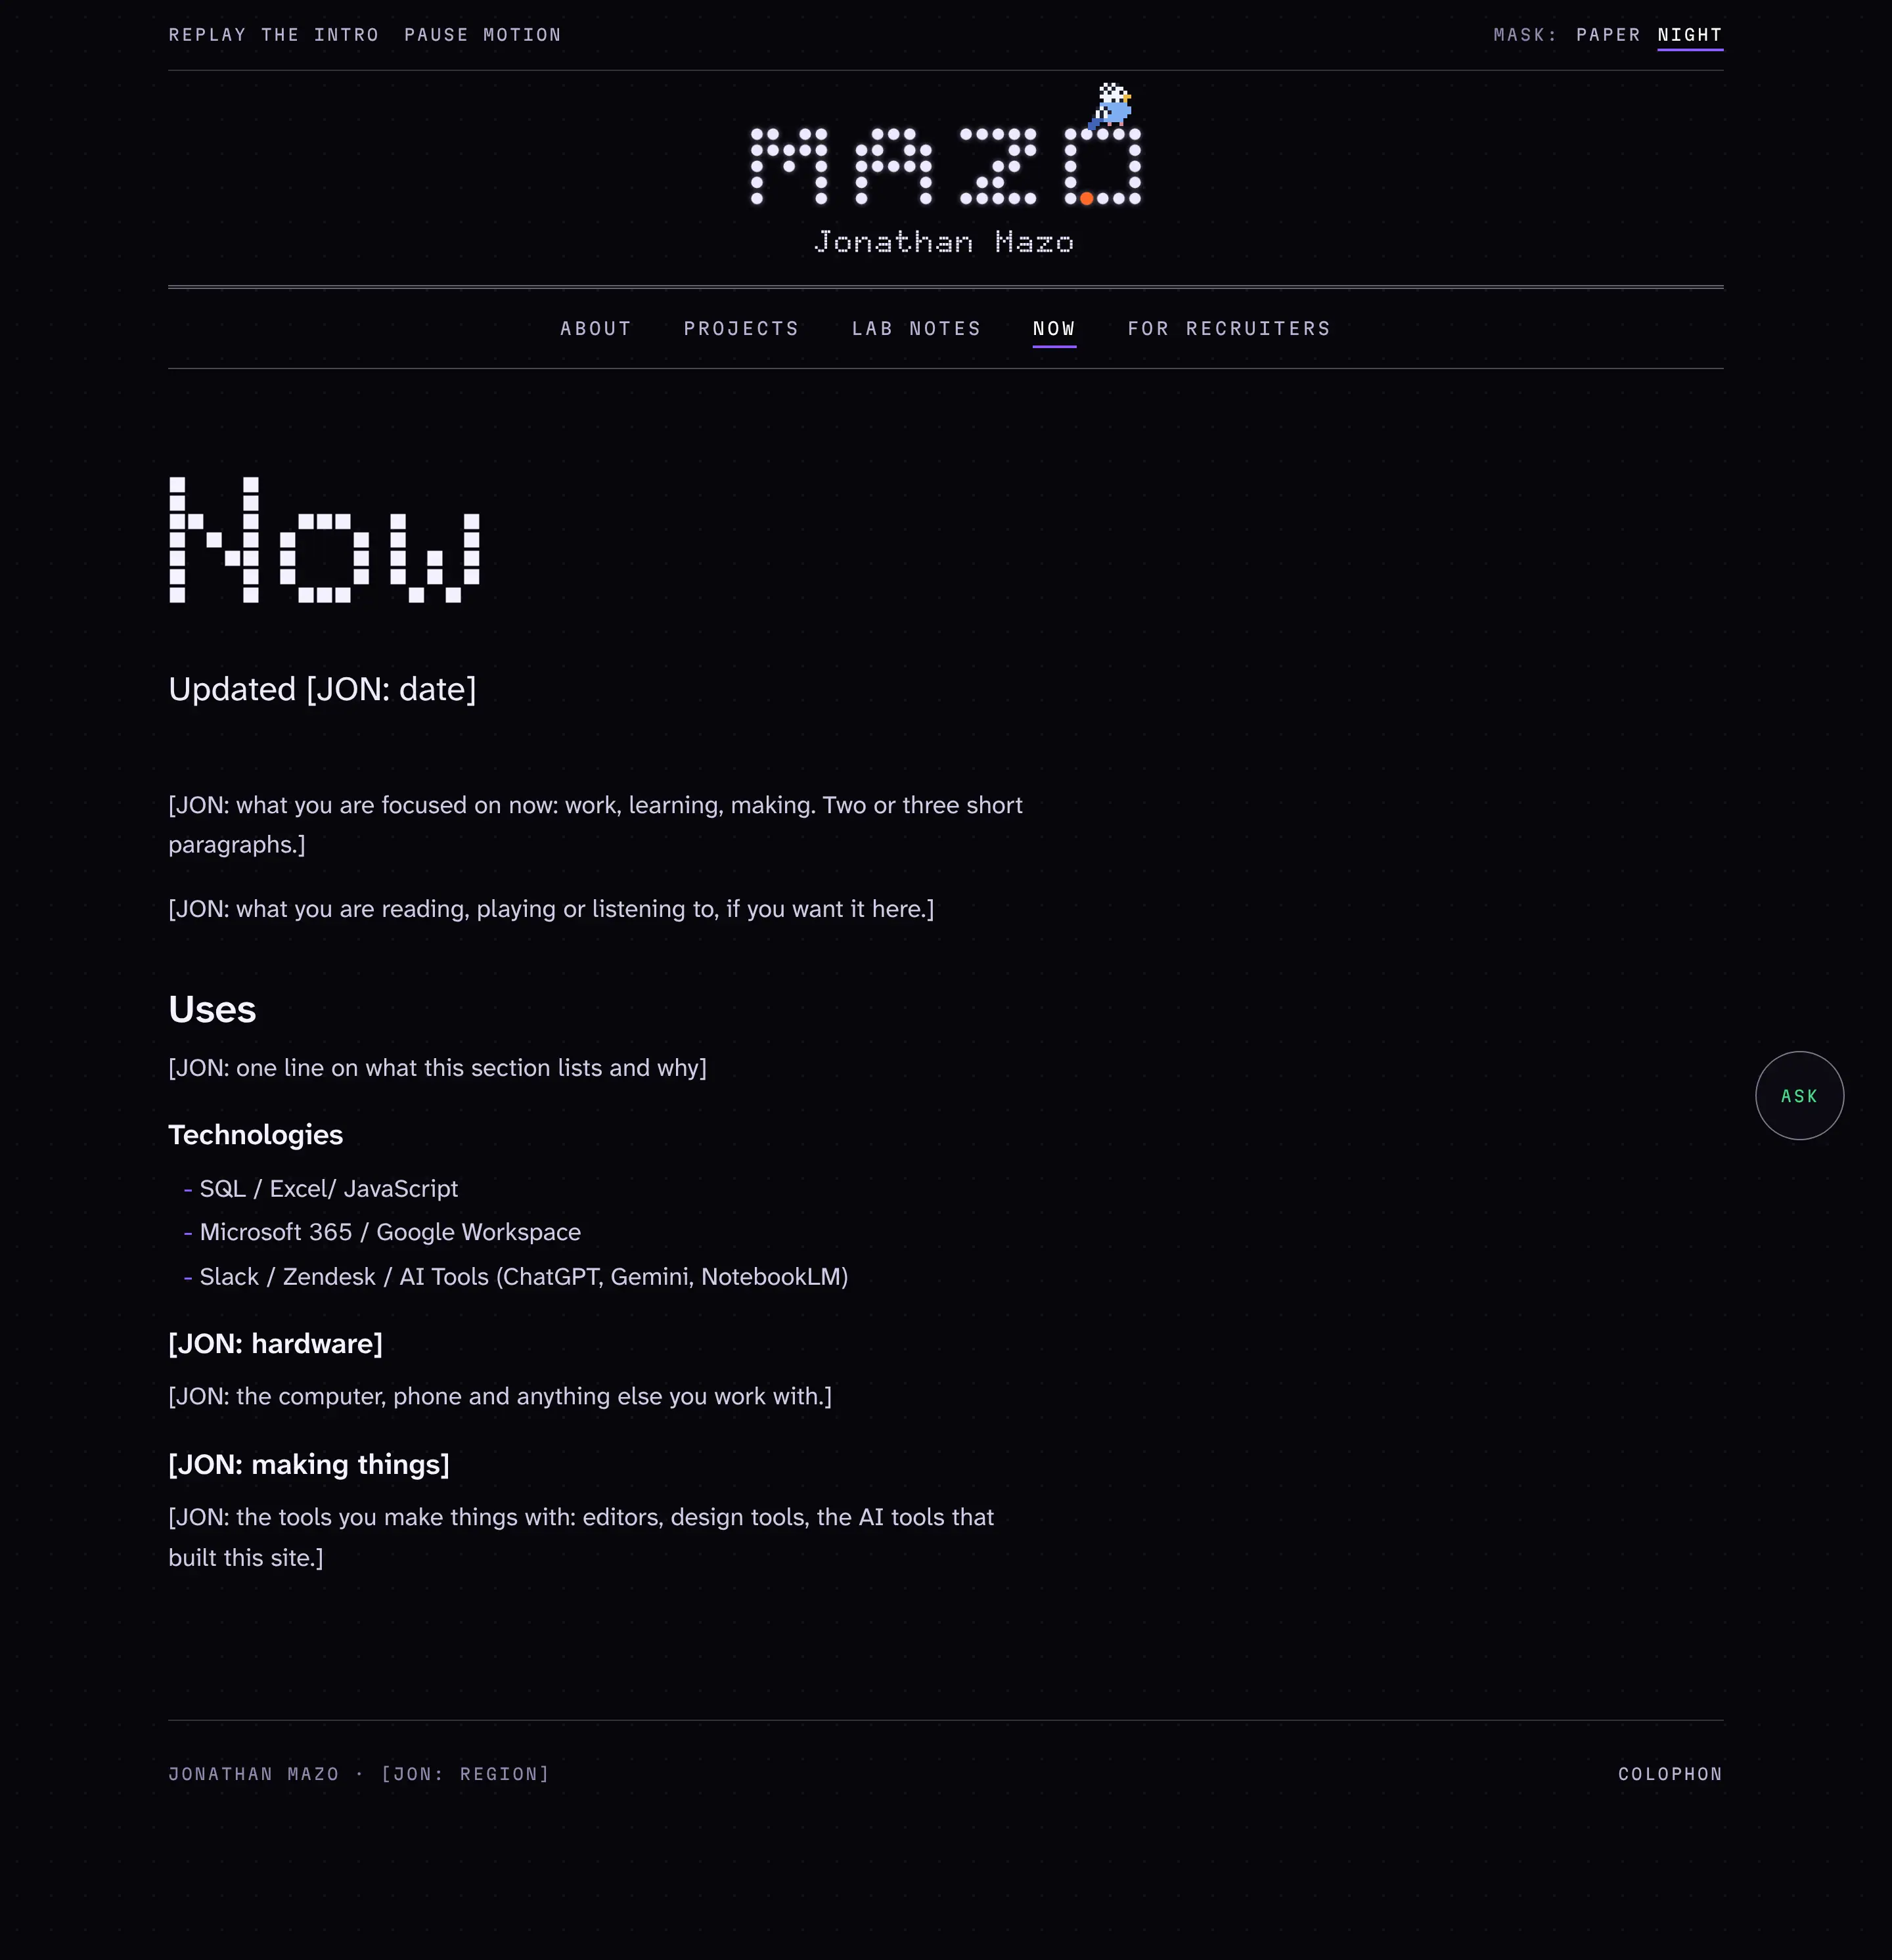 REPLAY THE INTRO PAUSE MOTION
MASK: PAPER NIGHT
MAZO
Jonathan Mazo
ABOUT PROJECTS LAB NOTES NOW FOR RECRUITERS
Now
Updated [JON: date]
[JON: what you are focused on now: work, learning, making. Two or three short
paragraphs.]
[JON: what you are reading, playing or listening to, if you want it here.]
Uses
[JON: one line on what this section lists and why]
Technologies
- SQL / Excel/ JavaScript
- Microsoft 365 / Google Workspace
- Slack / Zendesk / AI Tools (ChatGPT, Gemini, NotebookLM)
ASK
[JON: hardware]
[JON: the computer, phone and anything else you work with.]
[JON: making things]
[JON: the tools you make things with: editors, design tools, the AI tools that
built this site.]
JONATHAN MAZO · [JON: REGION]
COLOPHON